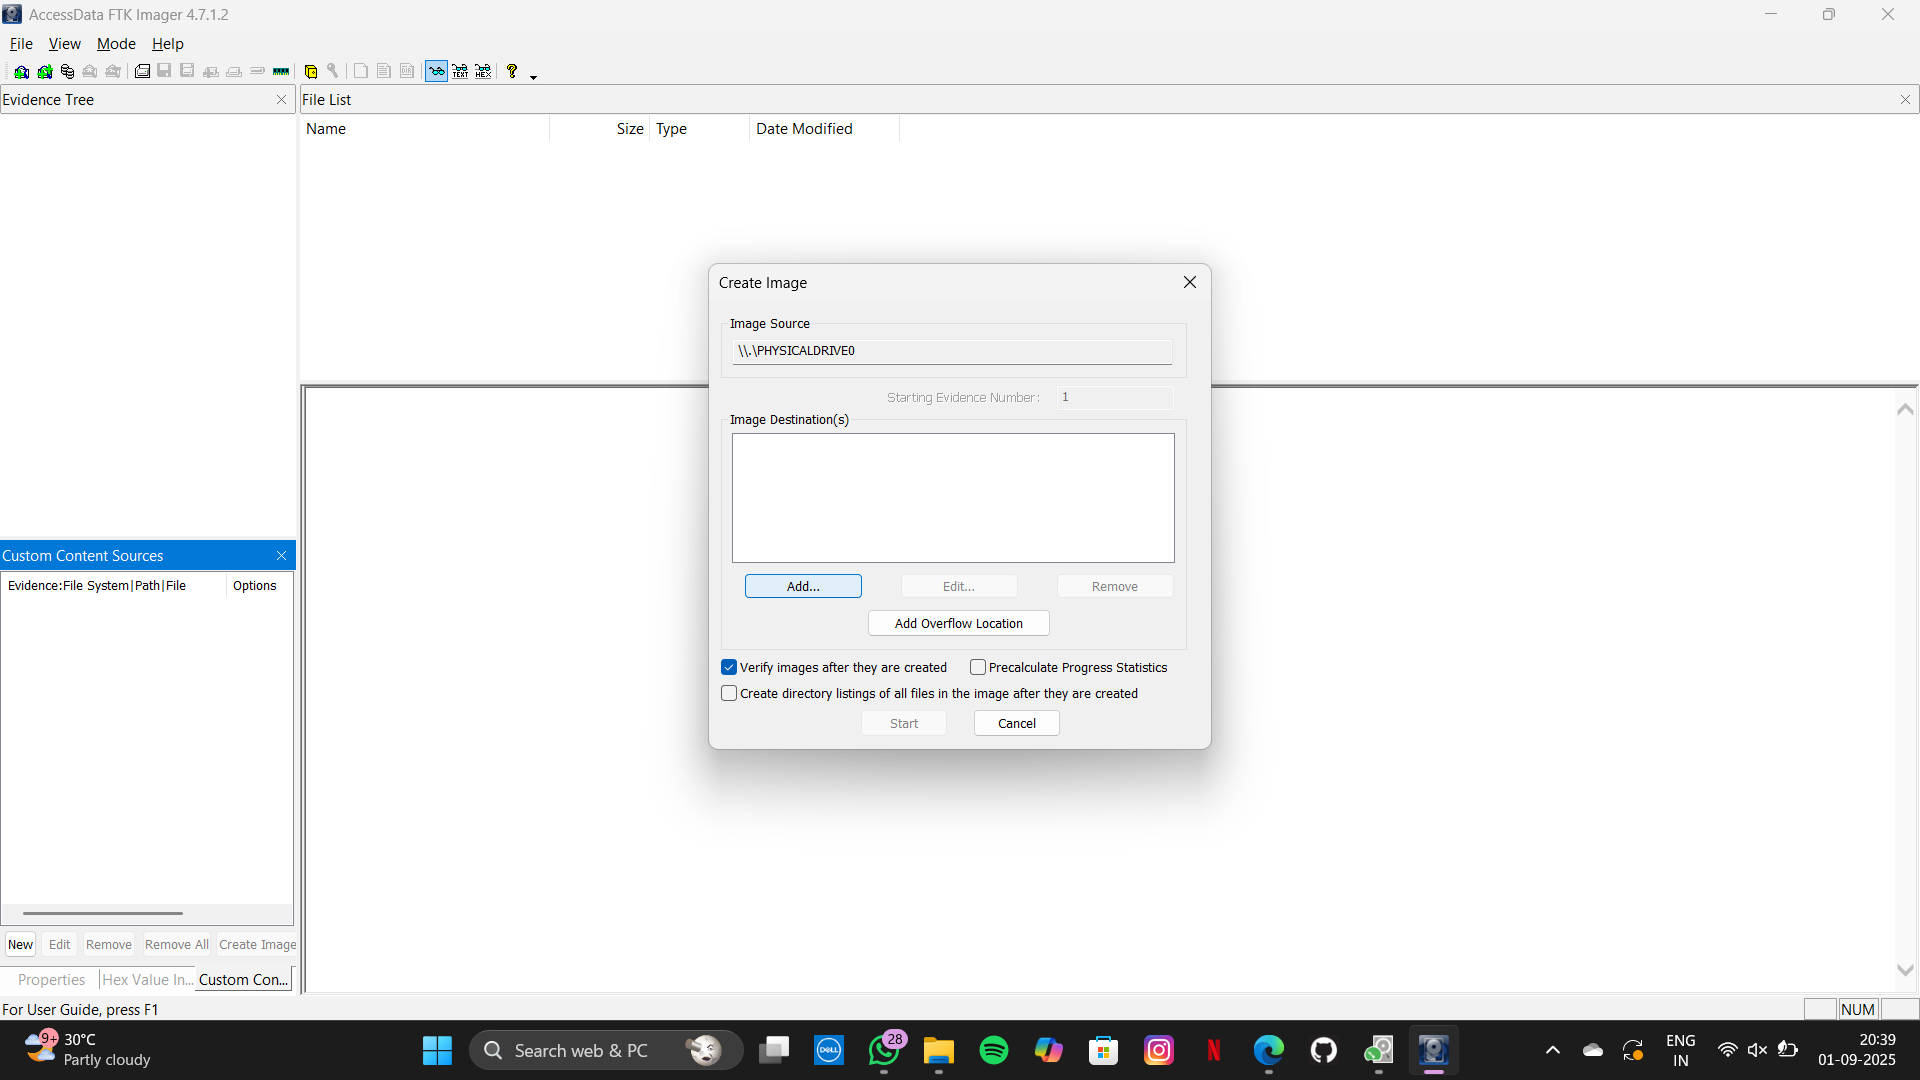 AccessData FTK Imager 4.7.1.2
File View Mode Help
TEXT HEX
Evidence Tree
File List
Name Size Type Date Modified
Create Image
Image Source
\\.\PHYSICALDRIVE0
Starting Evidence Number: 1
Image Destination(s)
Add... Edit... Remove
Add Overflow Location
Verify images after they are created Precalculate Progress Statistics
Create directory listings of all files in the image after they are created
Start Cancel
Custom Content Sources
Evidence:File System|Path|File Options
New Edit Remove Remove All Create Image
Properties Hex Value In... Custom Con...
For User Guide, press F1
NUM
9+ 30°C
Partly cloudy
Search web & PC
DELL
28
N
ENG
IN
20:39
01-09-2025